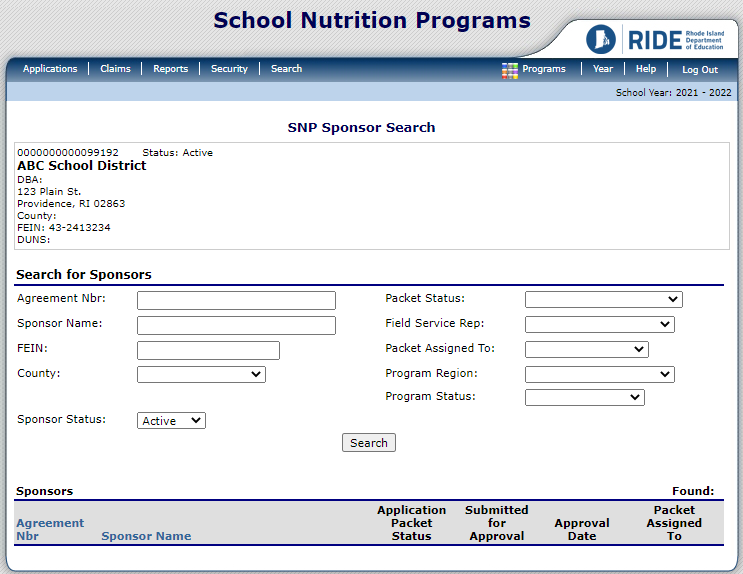 School Nutrition Programs
RIDE Rhode Island Department of Education
Applications Claims Reports Security Search Programs Year Help Log Out
School Year: 2021 - 2022
SNP Sponsor Search
0000000000099192 Status: Active
ABC School District
DBA:
123 Plain St.
Providence, RI 02863
County:
FEIN: 43-2413234
DUNS:
Search for Sponsors
Agreement Nbr: Packet Status:
Sponsor Name: Field Service Rep:
FEIN: Packet Assigned To:
County: Program Region:
Program Status:
Sponsor Status: Active
Search
Sponsors Found:
Agreement Nbr Sponsor Name Application Packet Status Submitted for Approval Approval Date Packet Assigned To